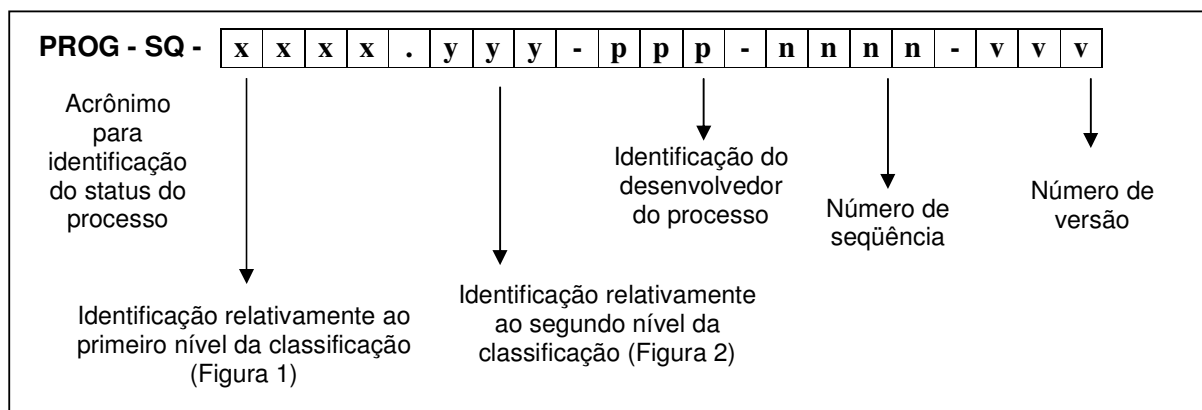 PROG - SQ - x x x x . y y y - p p p - n n n n - v v v
Acrônimo
para
identificação
do status do
processo
Identificação relativamente ao
primeiro nível da classificação
(Figura 1)
Identificação relativamente
ao segundo nível da
classificação (Figura 2)
Identificação do
desenvolvedor
do processo
Número de
seqüência
Número de
versão